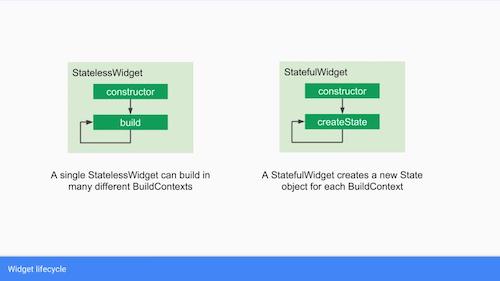 StatelessWidget
constructor
build
A single StatelessWidget can build in
many different BuildContexts
StatefulWidget
constructor
createState
A StatefulWidget creates a new State
object for each BuildContext
Widget lifecycle